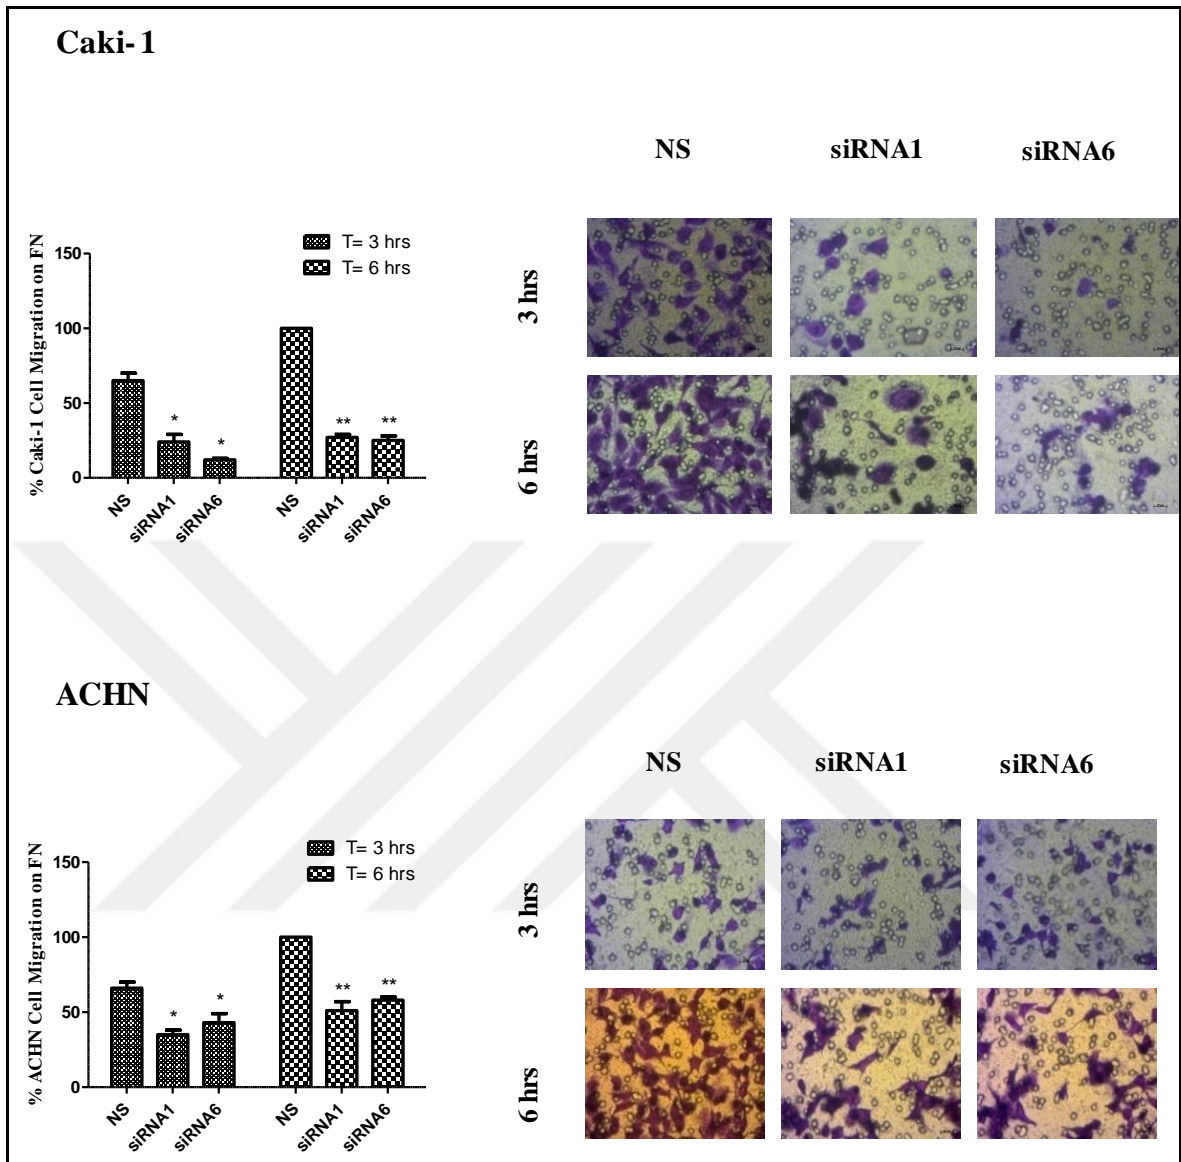 Caki-1
NS siRNA1 siRNA6
% Caki-1 Cell Migration on FN
150
100
50
0
T= 3 hrs
T= 6 hrs
* * ** **
NS siRNA1 siRNA6 NS siRNA1 siRNA6
3 hrs
6 hrs
ACHN
NS siRNA1 siRNA6
% ACHN Cell Migration on FN
150
100
50
0
T= 3 hrs
T= 6 hrs
* * ** **
NS siRNA1 siRNA6 NS siRNA1 siRNA6
3 hrs
6 hrs